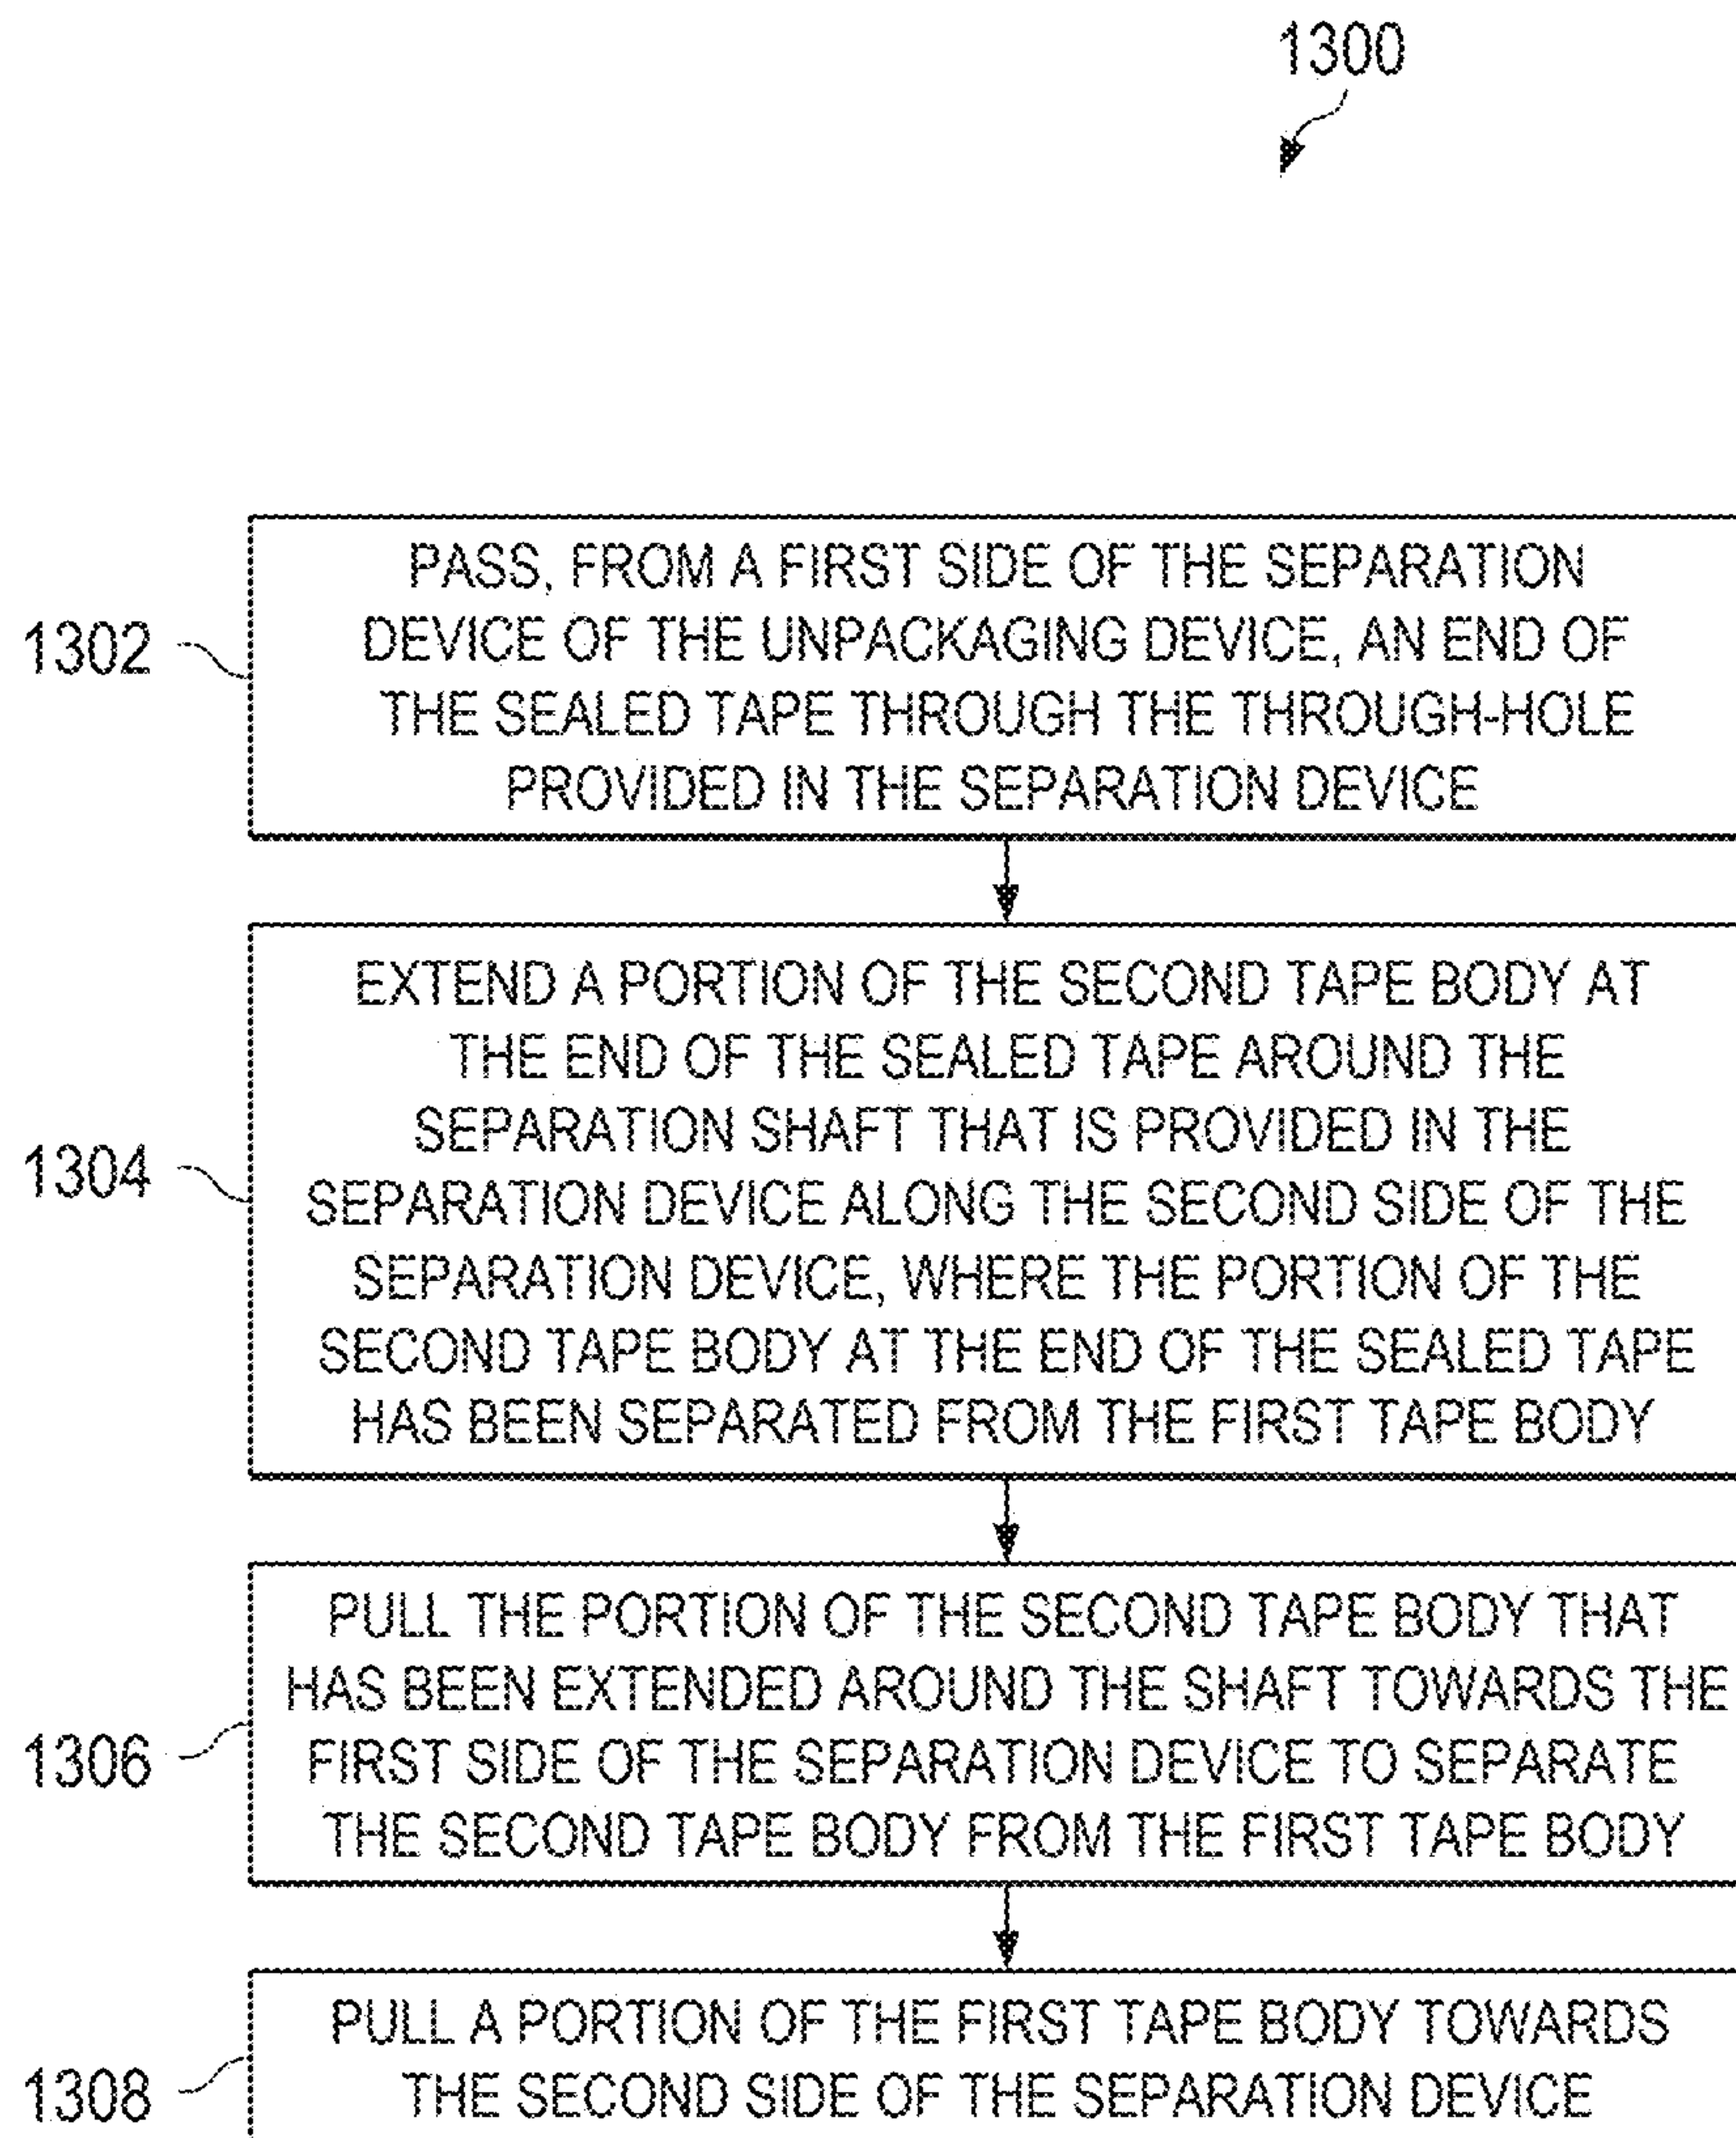 1300
1302
PASS, FROM A FIRST SIDE OF THE SEPARATION
DEVICE OF THE UNPACKAGING DEVICE, AN END OF
THE SEALED TAPE THROUGH THE THROUGH-HOLE
PROVIDED IN THE SEPARATION DEVICE
1304
EXTEND A PORTION OF THE SECOND TAPE BODY AT
THE END OF THE SEALED TAPE AROUND THE
SEPARATION SHAFT THAT IS PROVIDED IN THE
SEPARATION DEVICE ALONG THE SECOND SIDE OF THE
SEPARATION DEVICE, WHERE THE PORTION OF THE
SECOND TAPE BODY AT THE END OF THE SEALED TAPE
HAS BEEN SEPARATED FROM THE FIRST TAPE BODY
1306
PULL THE PORTION OF THE SECOND TAPE BODY THAT
HAS BEEN EXTENDED AROUND THE SHAFT TOWARDS THE
FIRST SIDE OF THE SEPARATION DEVICE TO SEPARATE
THE SECOND TAPE BODY FROM THE FIRST TAPE BODY
1308
PULL A PORTION OF THE FIRST TAPE BODY TOWARDS
THE SECOND SIDE OF THE SEPARATION DEVICE